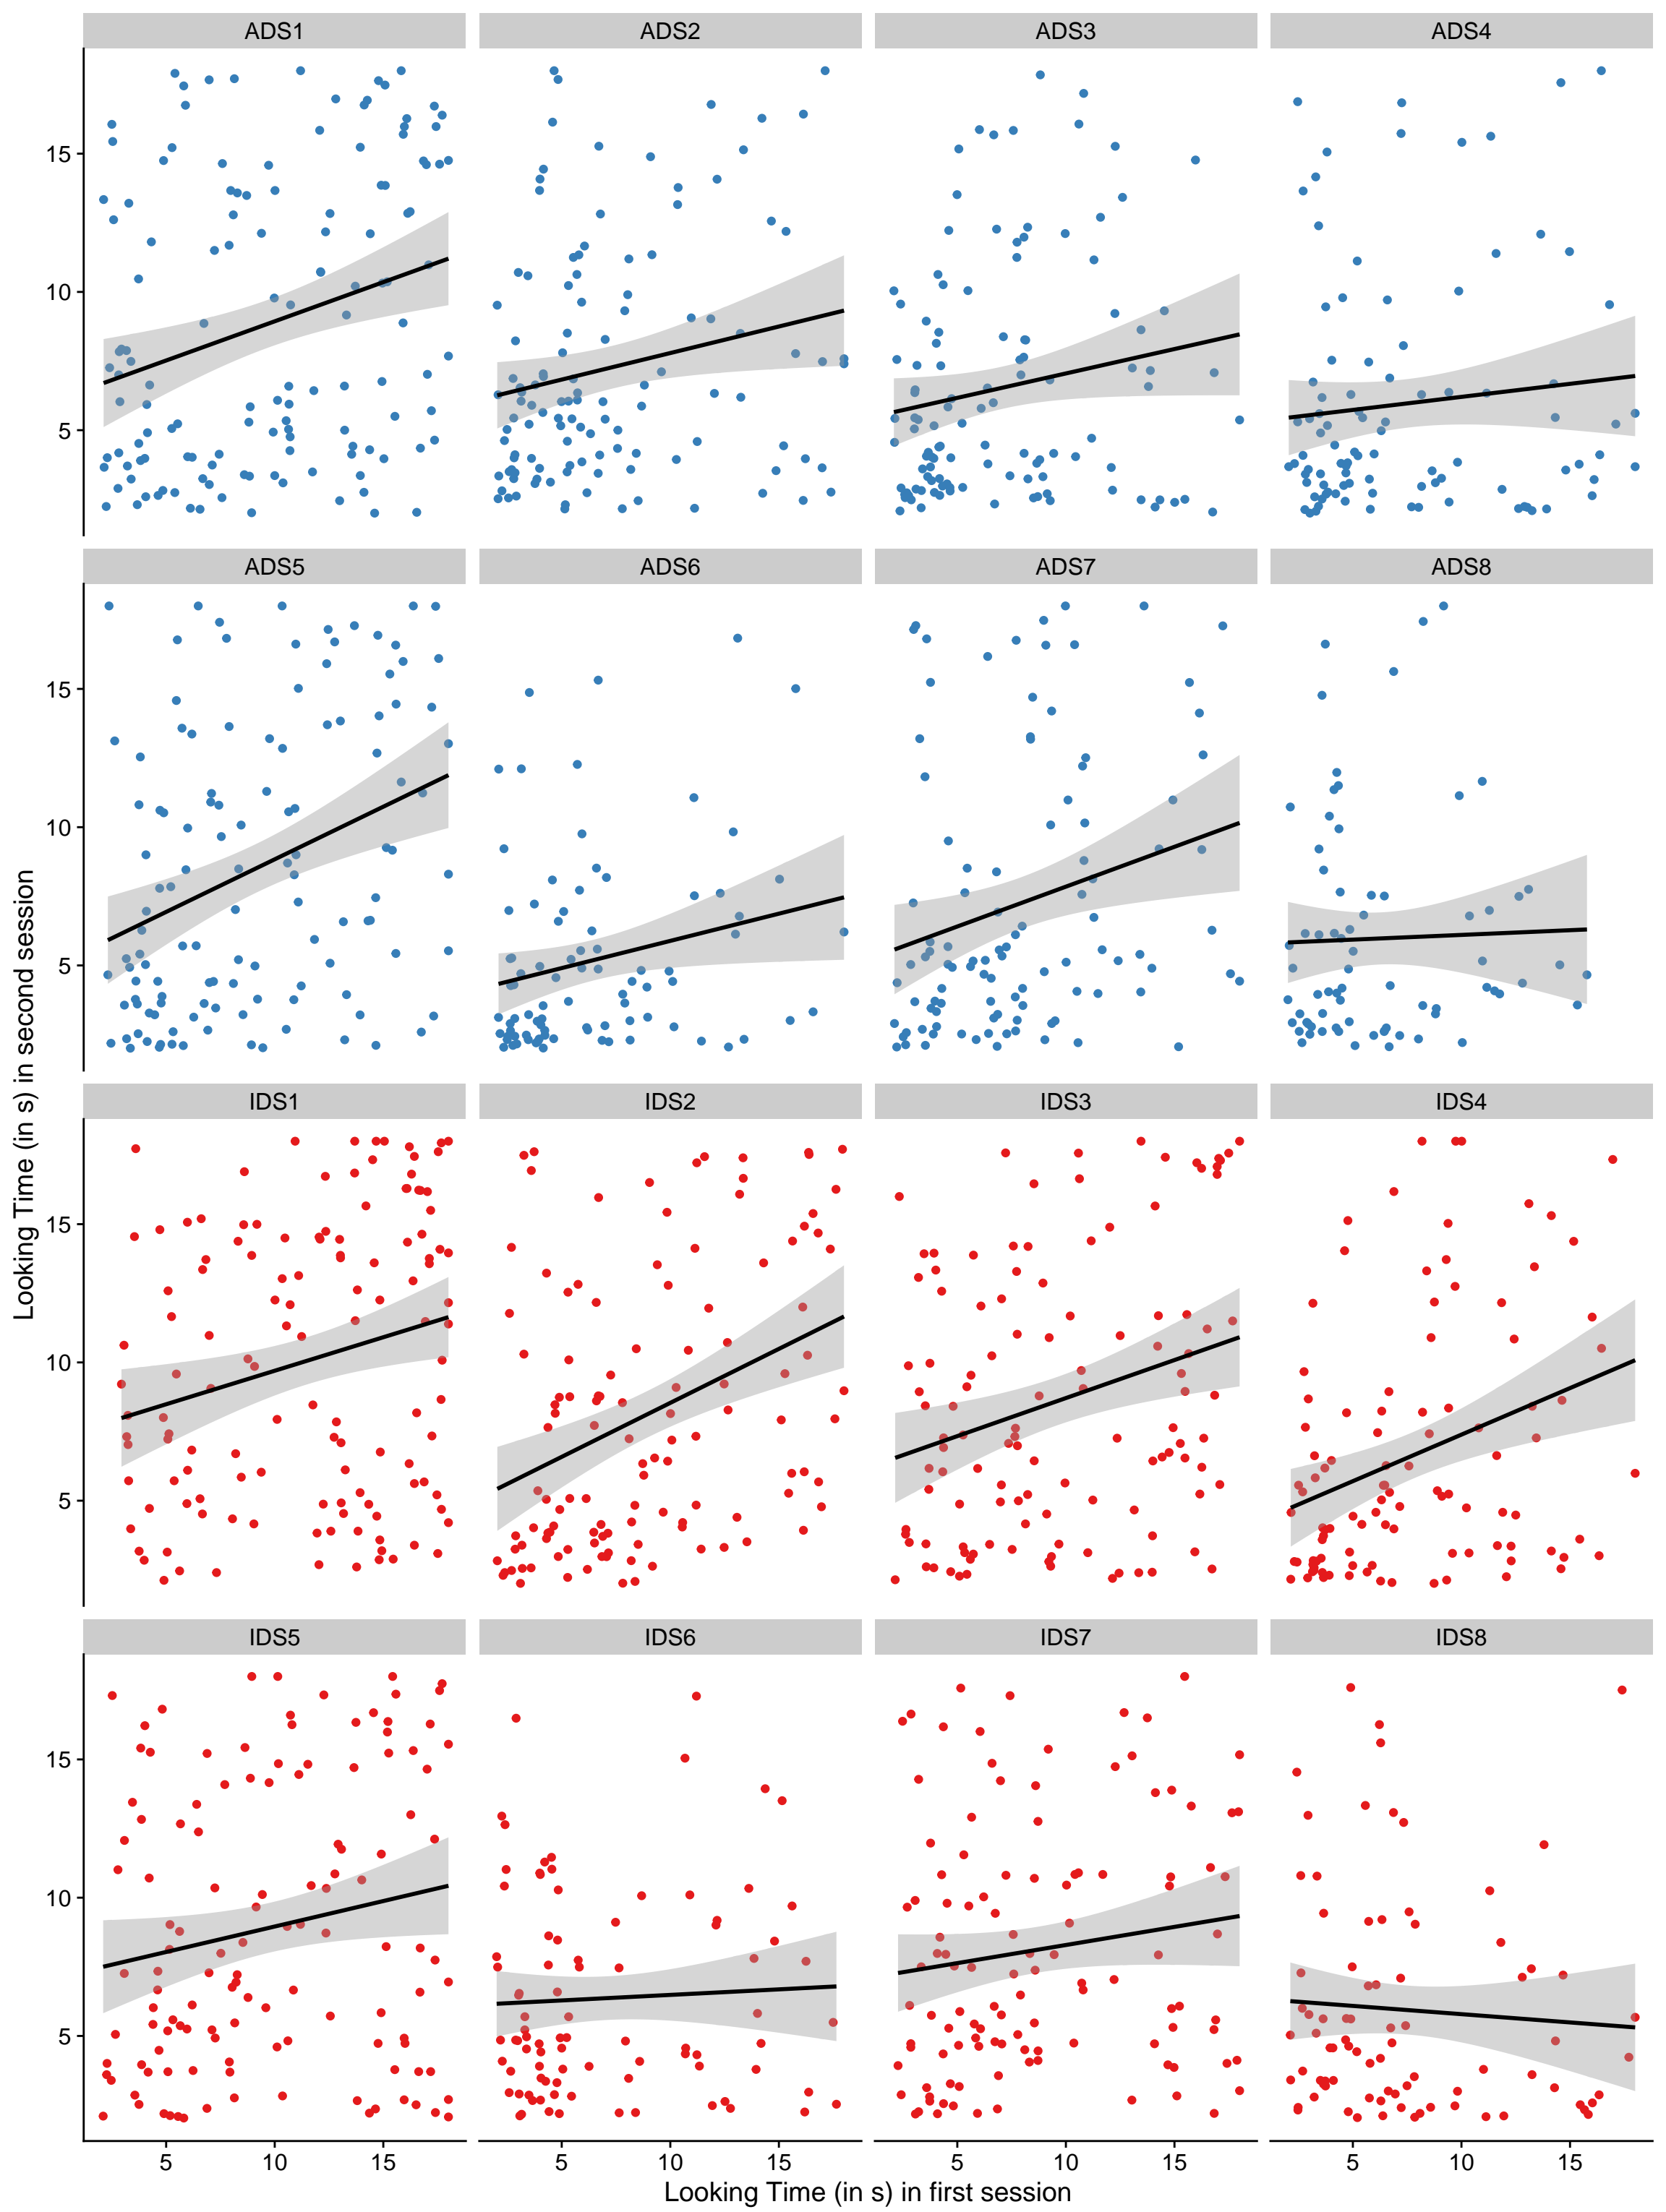 ADS1 ADS2 ADS3 ADS4
15
10
5
ADS5 ADS6 ADS7 ADS8
15
10
5
Looking Time (in s) in second session
IDS1 IDS2 IDS3 IDS4
15
10
5
IDS5 IDS6 IDS7 IDS8
15
10
5
5 10 15 5 10 15 5 10 15 5 10 15
Looking Time (in s) in first session